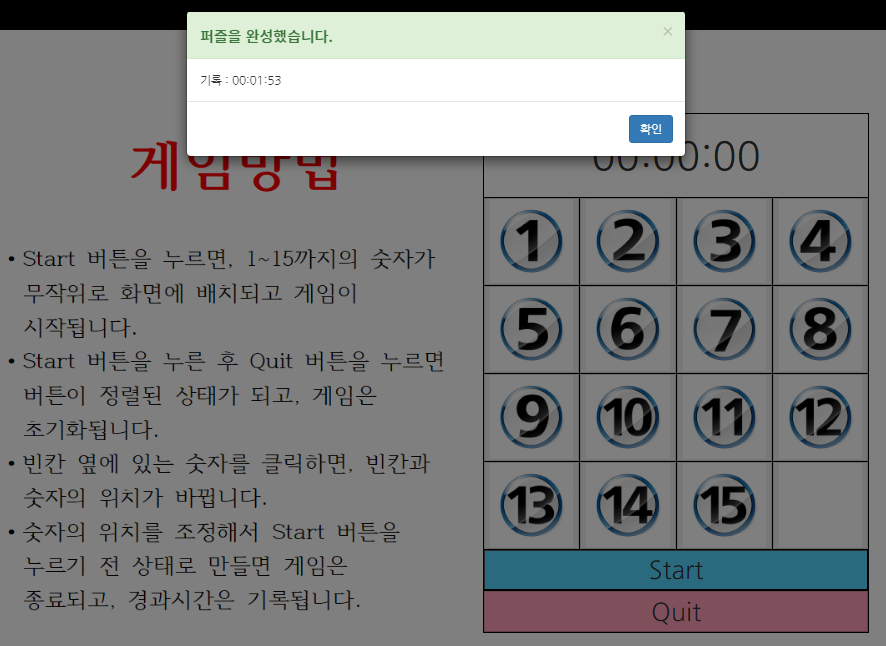 퍼즐을 완성했습니다.
×
기록 : 00:01:53
확인
게임방법
00:00:00
• Start 버튼을 누르면, 1~15까지의 숫자가
무작위로 화면에 배치되고 게임이
시작됩니다.
• Start 버튼을 누른 후 Quit 버튼을 누르면
버튼이 정렬된 상태가 되고, 게임은
초기화됩니다.
• 빈칸 옆에 있는 숫자를 클릭하면, 빈칸과
숫자의 위치가 바뀝니다.
• 숫자의 위치를 조정해서 Start 버튼을
누르기 전 상태로 만들면 게임은
종료되고, 경과시간은 기록됩니다.
1 2 3 4
5 6 7 8
9 10 11 12
13 14 15
Start
Quit